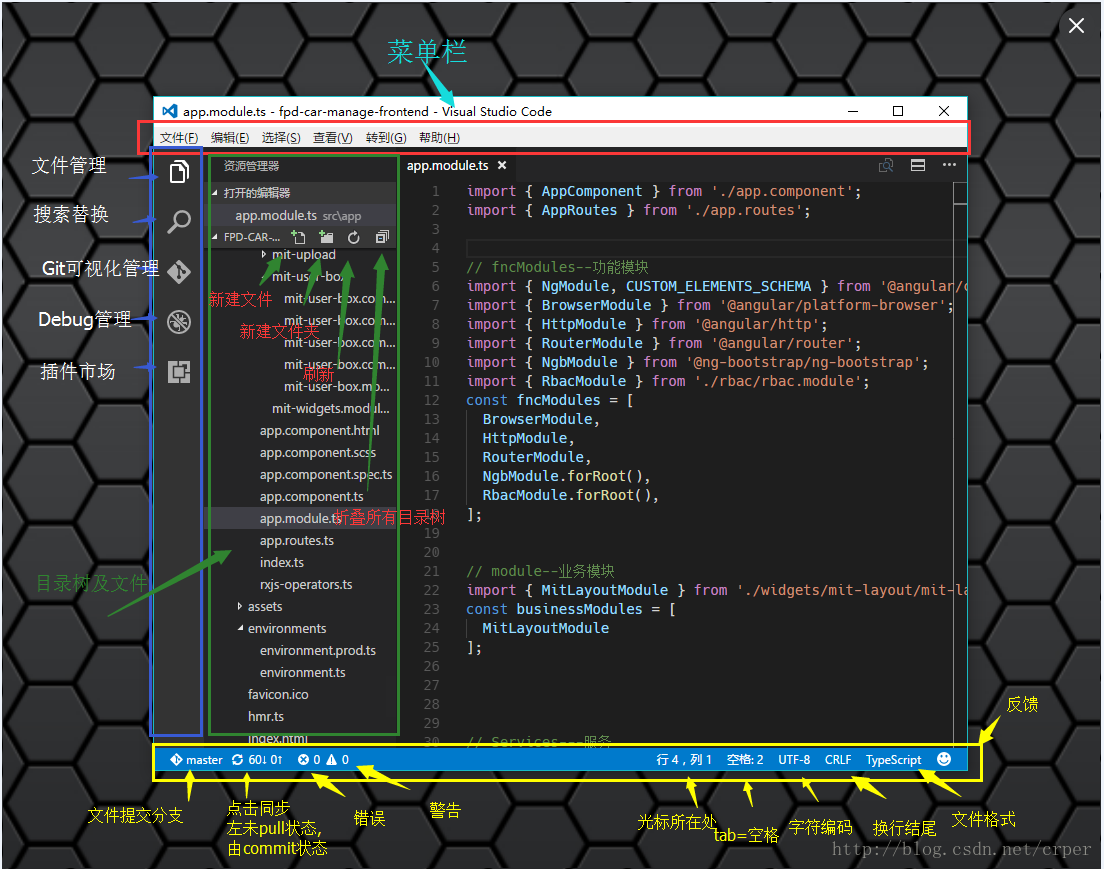 菜单栏
app.module.ts - fpd-car-manage-frontend - Visual Studio Code
文件(F) 编辑(E) 选择(S) 查看(V) 转到(G) 帮助(H)
文件管理
搜索替换
Git可视化管理
Debug管理
插件市场
目录树及文件
资源管理器
打开的编辑器
app.module.ts src\app
FPD-CAR-...
mit-upload
mit-user-box
新建文件
mit-user-box.com...
mit-user-box.com...
新建文件夹
mit-user-box.com...
mit-user-box.com...
刷新
mit-user-box.mo...
mit-widgets.modul...
app.component.html
app.component.scss
app.component.spec.ts
app.component.ts
app.module.ts
折叠所有目录树
app.routes.ts
index.ts
rxjs-operators.ts
assets
environments
environment.prod.ts
environment.ts
favicon.ico
hmr.ts
index.html
app.module.ts
1 import { AppComponent } from './app.component';
2 import { AppRoutes } from './app.routes';
3
4
5 // fncModules--功能模块
6 import { NgModule, CUSTOM_ELEMENTS_SCHEMA } from '@angular/c
7 import { BrowserModule } from '@angular/platform-browser';
8 import { HttpModule } from '@angular/http';
9 import { RouterModule } from '@angular/router';
10 import { NgbModule } from '@ng-bootstrap/ng-bootstrap';
11 import { RbacModule } from './rbac/rbac.module';
12 const fncModules = [
13 BrowserModule,
14 HttpModule,
15 RouterModule,
16 NgbModule.forRoot(),
17 RbacModule.forRoot(),
];
19
20
21 // module--业务模块
22 import { MitLayoutModule } from './widgets/mit-layout/mit-la
23 const businessModules = [
24 MitLayoutModule
25 ];
26
27
28
29
30 // Services---服务
反馈
master 60↓ 0↑ 0 0 行 4，列 1 空格: 2 UTF-8 CRLF TypeScript
文件提交分支
点击同步
左未pull状态,
由commit状态
错误
警告
光标所在处
tab=空格
字符编码
换行结尾
文件格式
http://blog.csdn.net/crper